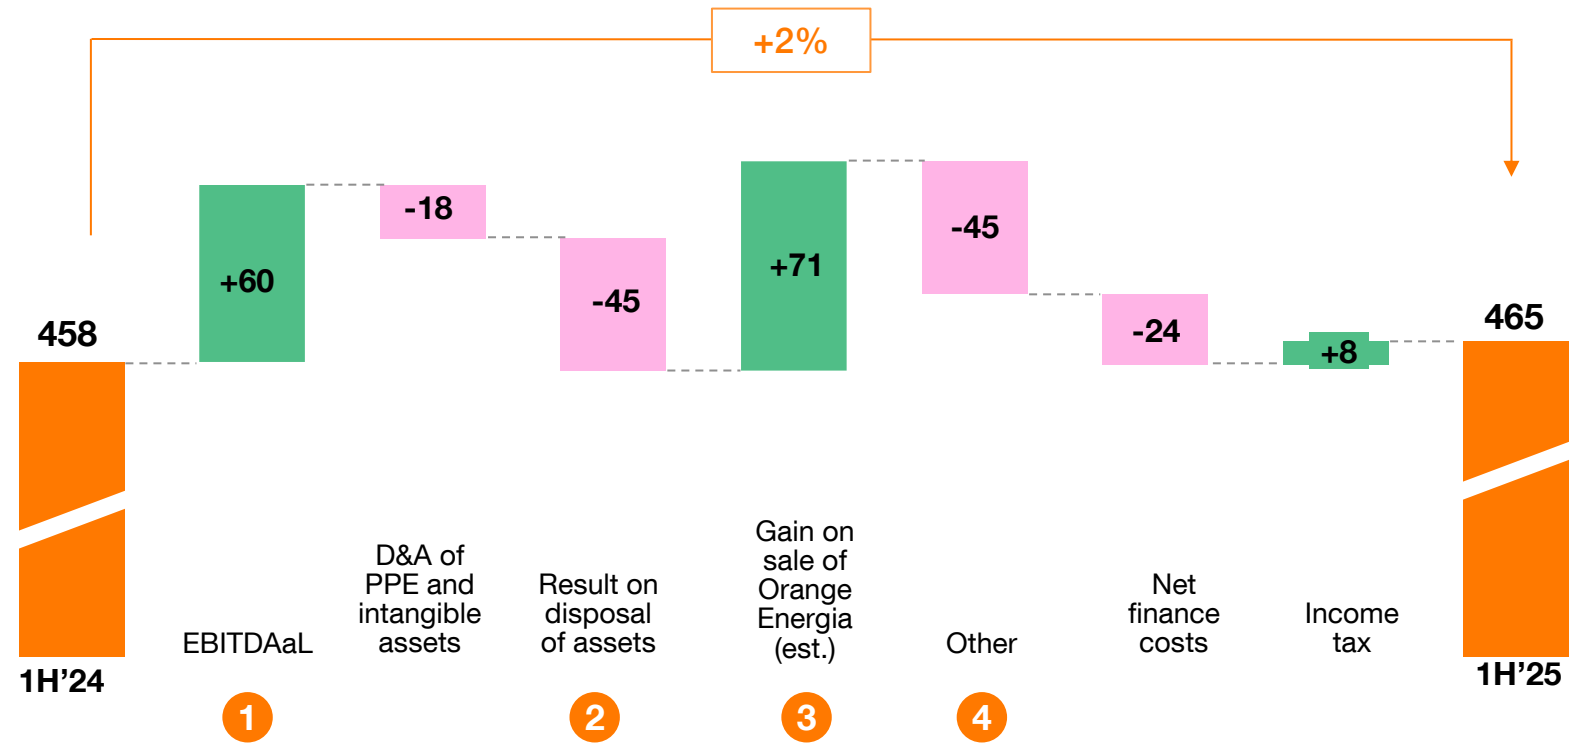 +2%
458
+60
-18
-45
+71
-45
-24
+8
465
1H’24
EBITDAaL
D&A of
PPE and
intangible
assets
Result on
disposal
of assets
Gain on
sale of
Orange
Energia
(est.)
Other
Net
finance
costs
Income
tax
1H’25
1
2
3
4